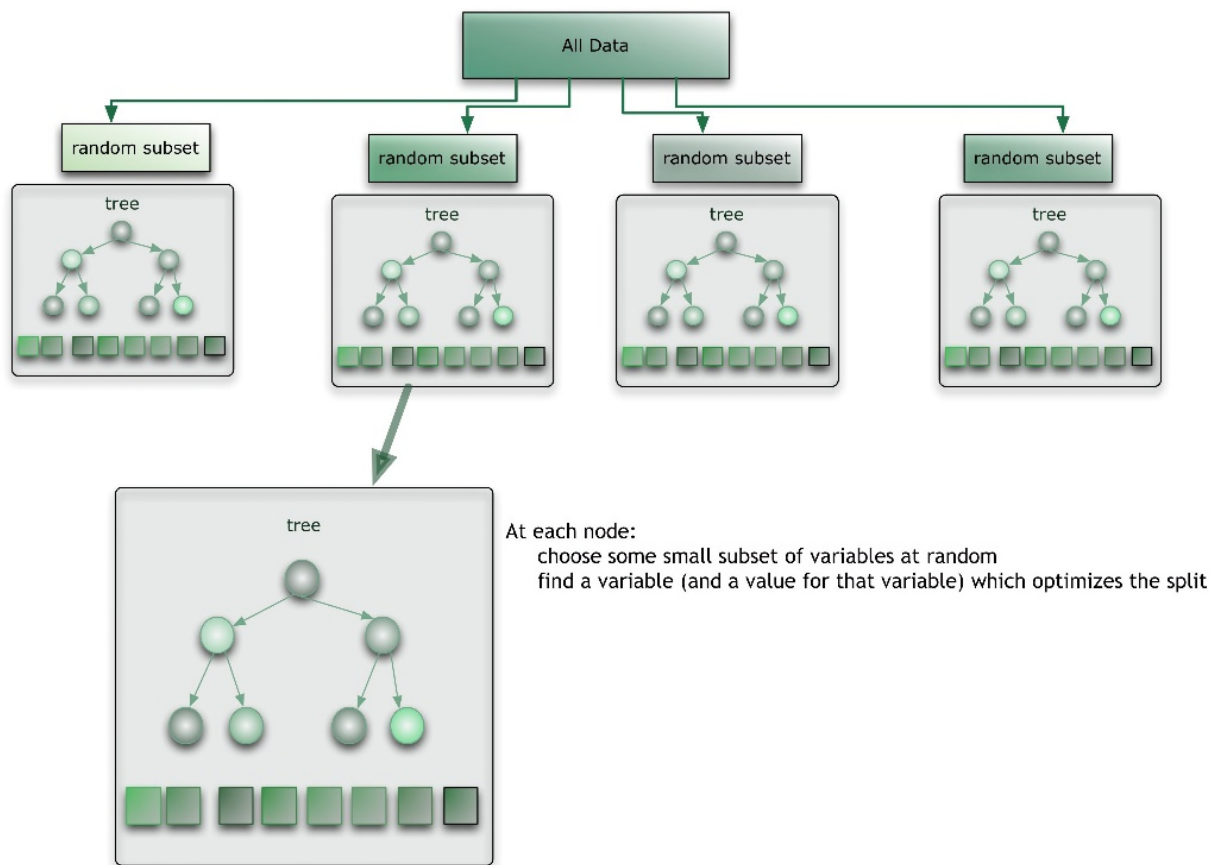 All Data
random subset
random subset
random subset
random subset
tree
tree
tree
tree
tree
At each node:
choose some small subset of variables at random
find a variable (and a value for that variable) which optimizes the split